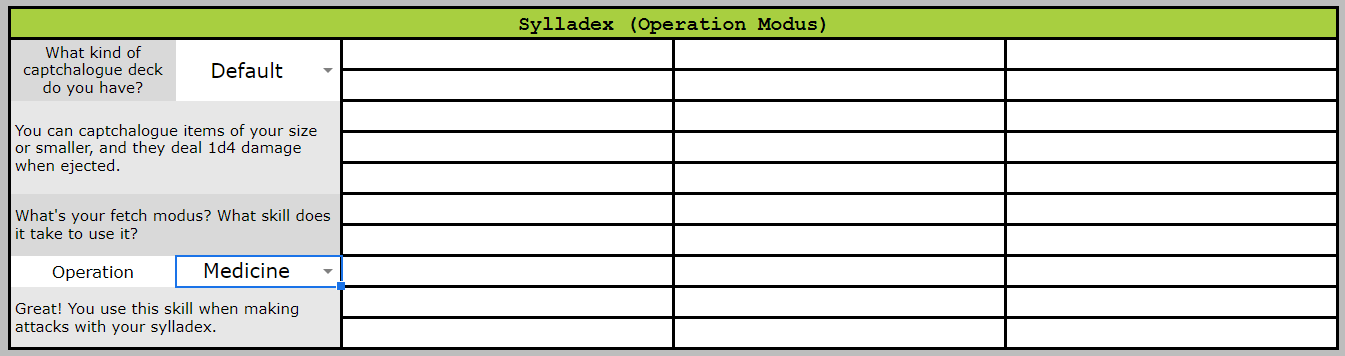 Sylladex (Operation Modus)
What kind of
captchalogue deck
do you have?
Default
You can captchalogue items of your size
or smaller, and they deal 1d4 damage
when ejected.
What's your fetch modus? What skill does
it take to use it?
Operation
Medicine
Great! You use this skill when making
attacks with your sylladex.